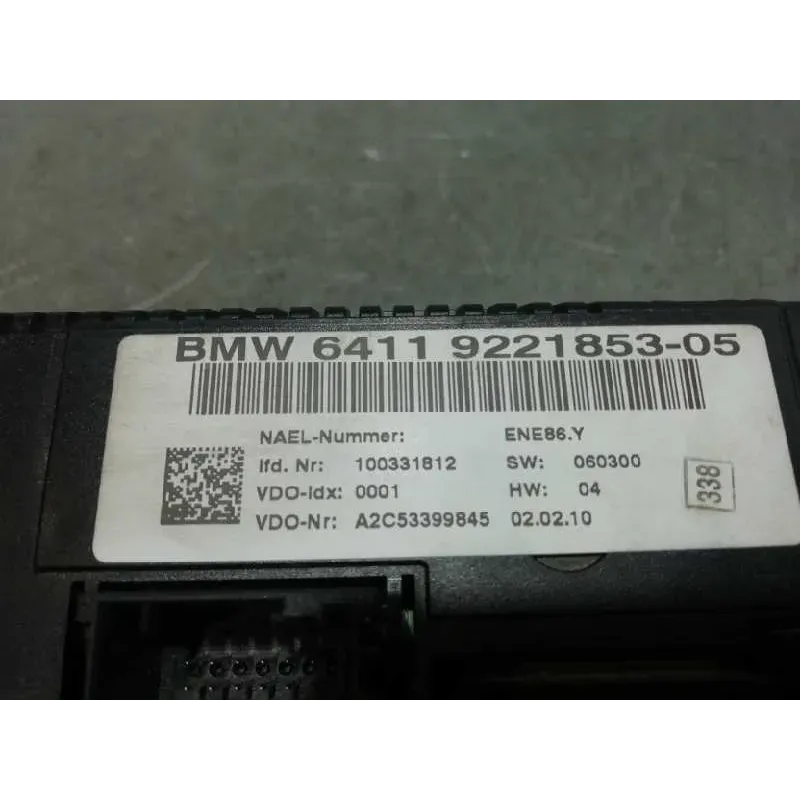 BMW 6411 9221853-05
NAEL-Nummer: ENE86.Y
lfd. Nr: 100331812 SW: 060300
VDO-Idx: 0001 HW: 04
VDO-Nr: A2C53399845 02.02.10
338